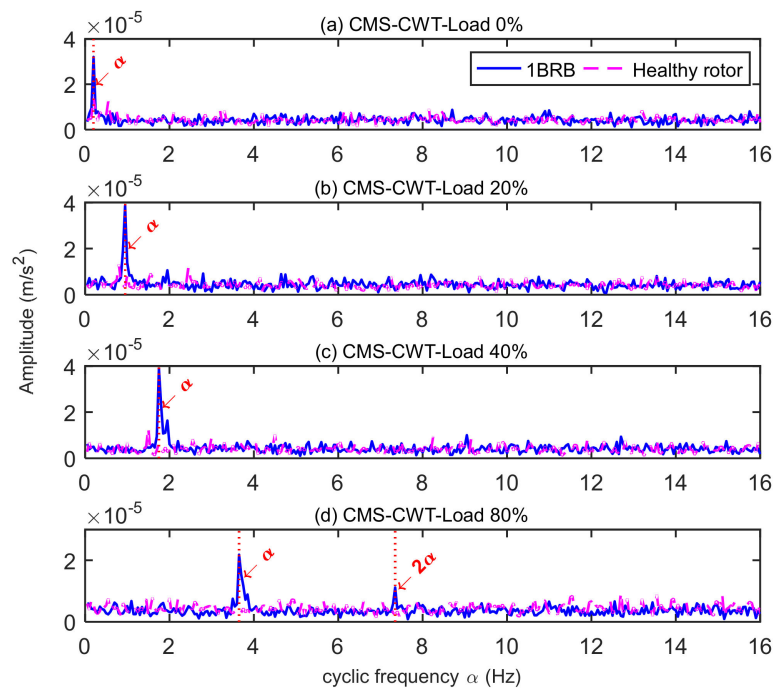 (a) CMS-CWT-Load 0%
×10⁻⁵
4
2
0
α
1BRB
Healthy rotor
0 2 4 6 8 10 12 14 16
(b) CMS-CWT-Load 20%
×10⁻⁵
4
2
0
α
0 2 4 6 8 10 12 14 16
Amplitude (m/s²)
(c) CMS-CWT-Load 40%
×10⁻⁵
4
2
0
α
0 2 4 6 8 10 12 14 16
(d) CMS-CWT-Load 80%
×10⁻⁵
2
0
α
2α
0 2 4 6 8 10 12 14 16
cyclic frequency α (Hz)